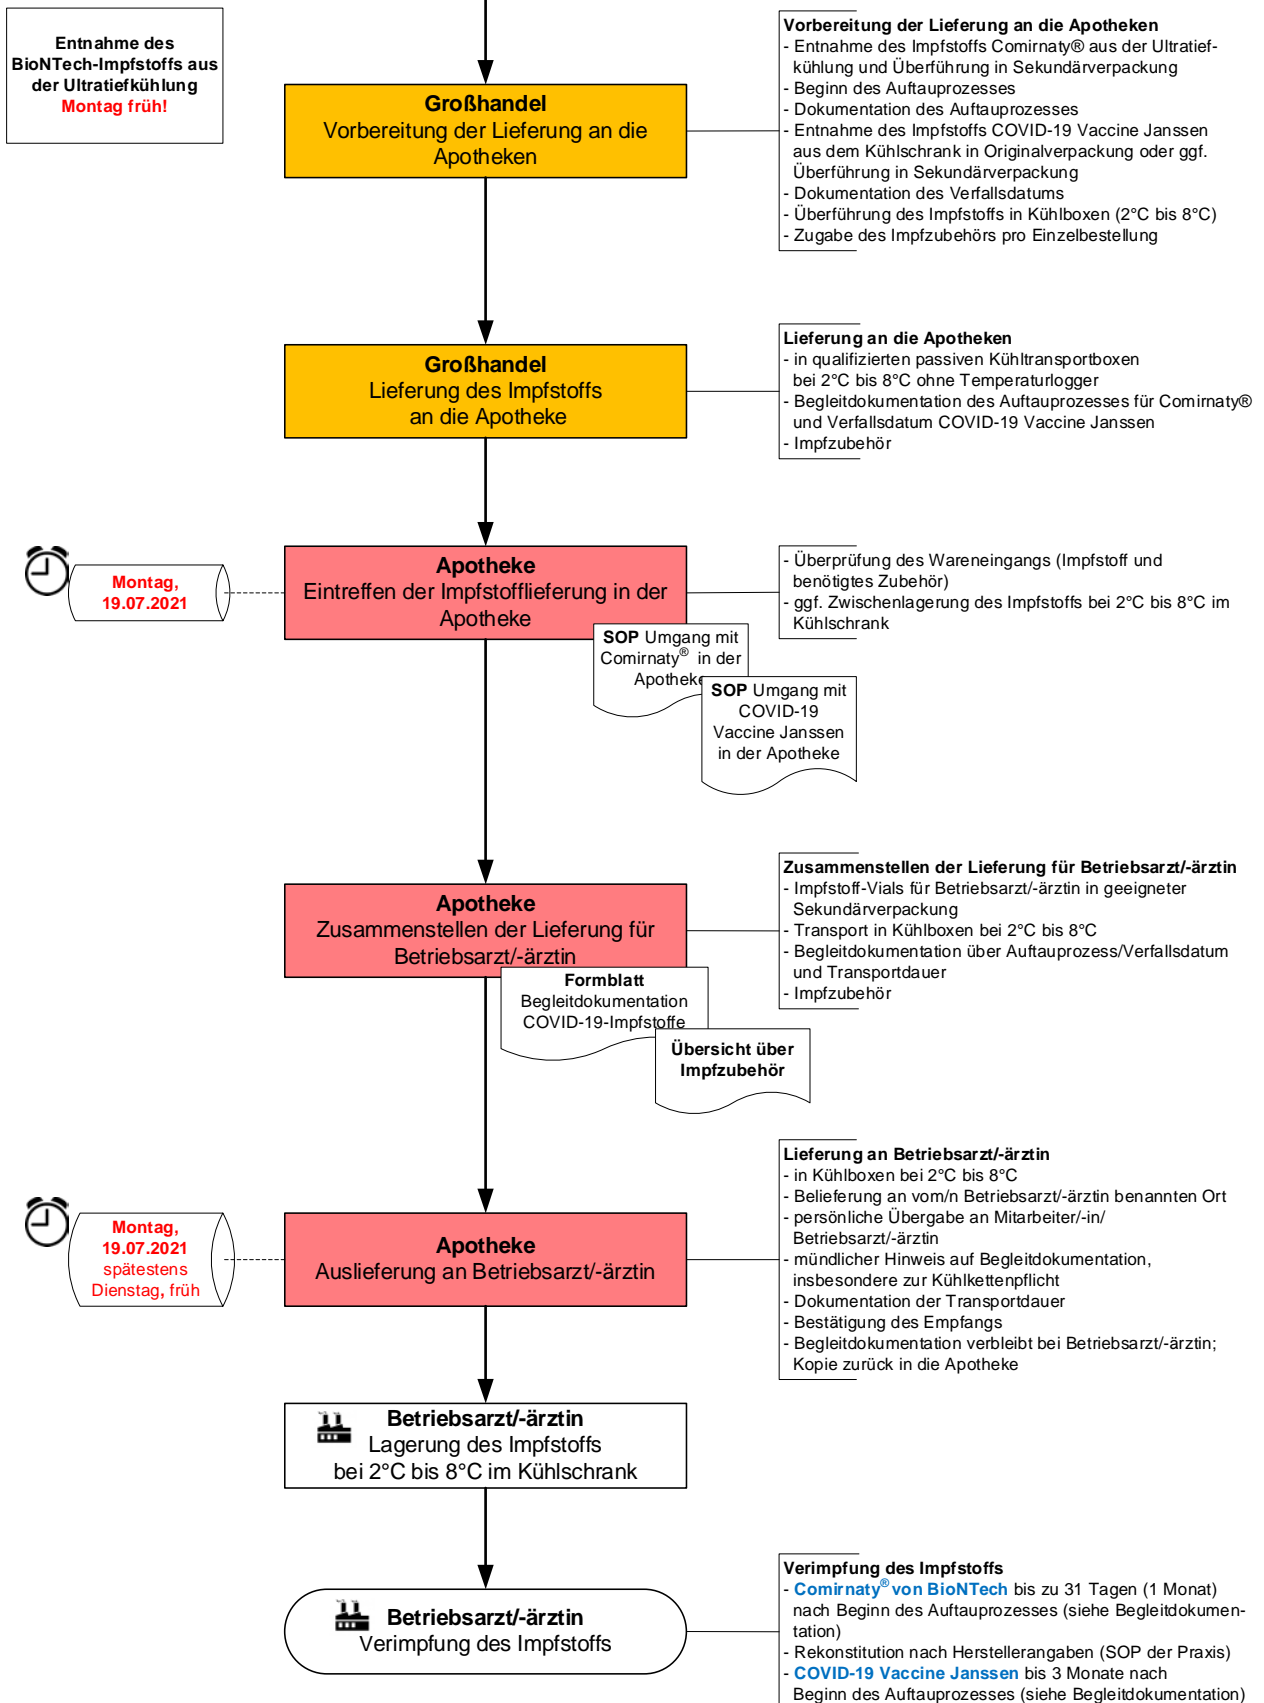 Entnahme des
BioNTech-Impfstoffs aus
der Ultratiefkühlung
Montag früh!
Großhandel
Vorbereitung der Lieferung an die
Apotheken
Vorbereitung der Lieferung an die Apotheken
- Entnahme des Impfstoffs Comirnaty® aus der Ultratief-
kühlung und Überführung in Sekundärverpackung
- Beginn des Auftauprozesses
- Dokumentation des Auftauprozesses
- Entnahme des Impfstoffs COVID-19 Vaccine Janssen
aus dem Kühlschrank in Originalverpackung oder ggf.
Überführung in Sekundärverpackung
- Dokumentation des Verfallsdatums
- Überführung des Impfstoffs in Kühlboxen (2°C bis 8°C)
- Zugabe des Impfzubehörs pro Einzelbestellung
Großhandel
Lieferung des Impfstoffs
an die Apotheke
Lieferung an die Apotheken
- in qualifizierten passiven Kühltransportboxen
bei 2°C bis 8°C ohne Temperaturlogger
- Begleitdokumentation des Auftauprozesses für Comirnaty®
und Verfallsdatum COVID-19 Vaccine Janssen
- Impfzubehör
Montag,
19.07.2021
Apotheke
Eintreffen der Impfstofflieferung in der
Apotheke
- Überprüfung des Wareneingangs (Impfstoff und
benötigtes Zubehör)
- ggf. Zwischenlagerung des Impfstoffs bei 2°C bis 8°C im
Kühlschrank
SOP Umgang mit
Comirnaty® in der
Apotheke
SOP Umgang mit
COVID-19
Vaccine Janssen
in der Apotheke
Apotheke
Zusammenstellen der Lieferung für
Betriebsarzt/-ärztin
Zusammenstellen der Lieferung für Betriebsarzt/-ärztin
- Impfstoff-Vials für Betriebsarzt/-ärztin in geeigneter
Sekundärverpackung
- Transport in Kühlboxen bei 2°C bis 8°C
- Begleitdokumentation über Auftauprozess/Verfallsdatum
und Transportdauer
- Impfzubehör
Formblatt
Begleitdokumentation
COVID-19-Impfstoffe
Übersicht über
Impfzubehör
Montag,
19.07.2021
spätestens
Dienstag, früh
Apotheke
Auslieferung an Betriebsarzt/-ärztin
Lieferung an Betriebsarzt/-ärztin
- in Kühlboxen bei 2°C bis 8°C
- Belieferung an vom/n Betriebsarzt/-ärztin benannten Ort
- persönliche Übergabe an Mitarbeiter/-in/
Betriebsarzt/-ärztin
- mündlicher Hinweis auf Begleitdokumentation,
insbesondere zur Kühlkettenpflicht
- Dokumentation der Transportdauer
- Bestätigung des Empfangs
- Begleitdokumentation verbleibt bei Betriebsarzt/-ärztin;
Kopie zurück in die Apotheke
Betriebsarzt/-ärztin
Lagerung des Impfstoffs
bei 2°C bis 8°C im Kühlschrank
Betriebsarzt/-ärztin
Verimpfung des Impfstoffs
Verimpfung des Impfstoffs
- Comirnaty® von BioNTech bis zu 31 Tagen (1 Monat)
nach Beginn des Auftauprozesses (siehe Begleitdokumen-
tation)
- Rekonstitution nach Herstellerangaben (SOP der Praxis)
- COVID-19 Vaccine Janssen bis 3 Monate nach
Beginn des Auftauprozesses (siehe Begleitdokumentation)